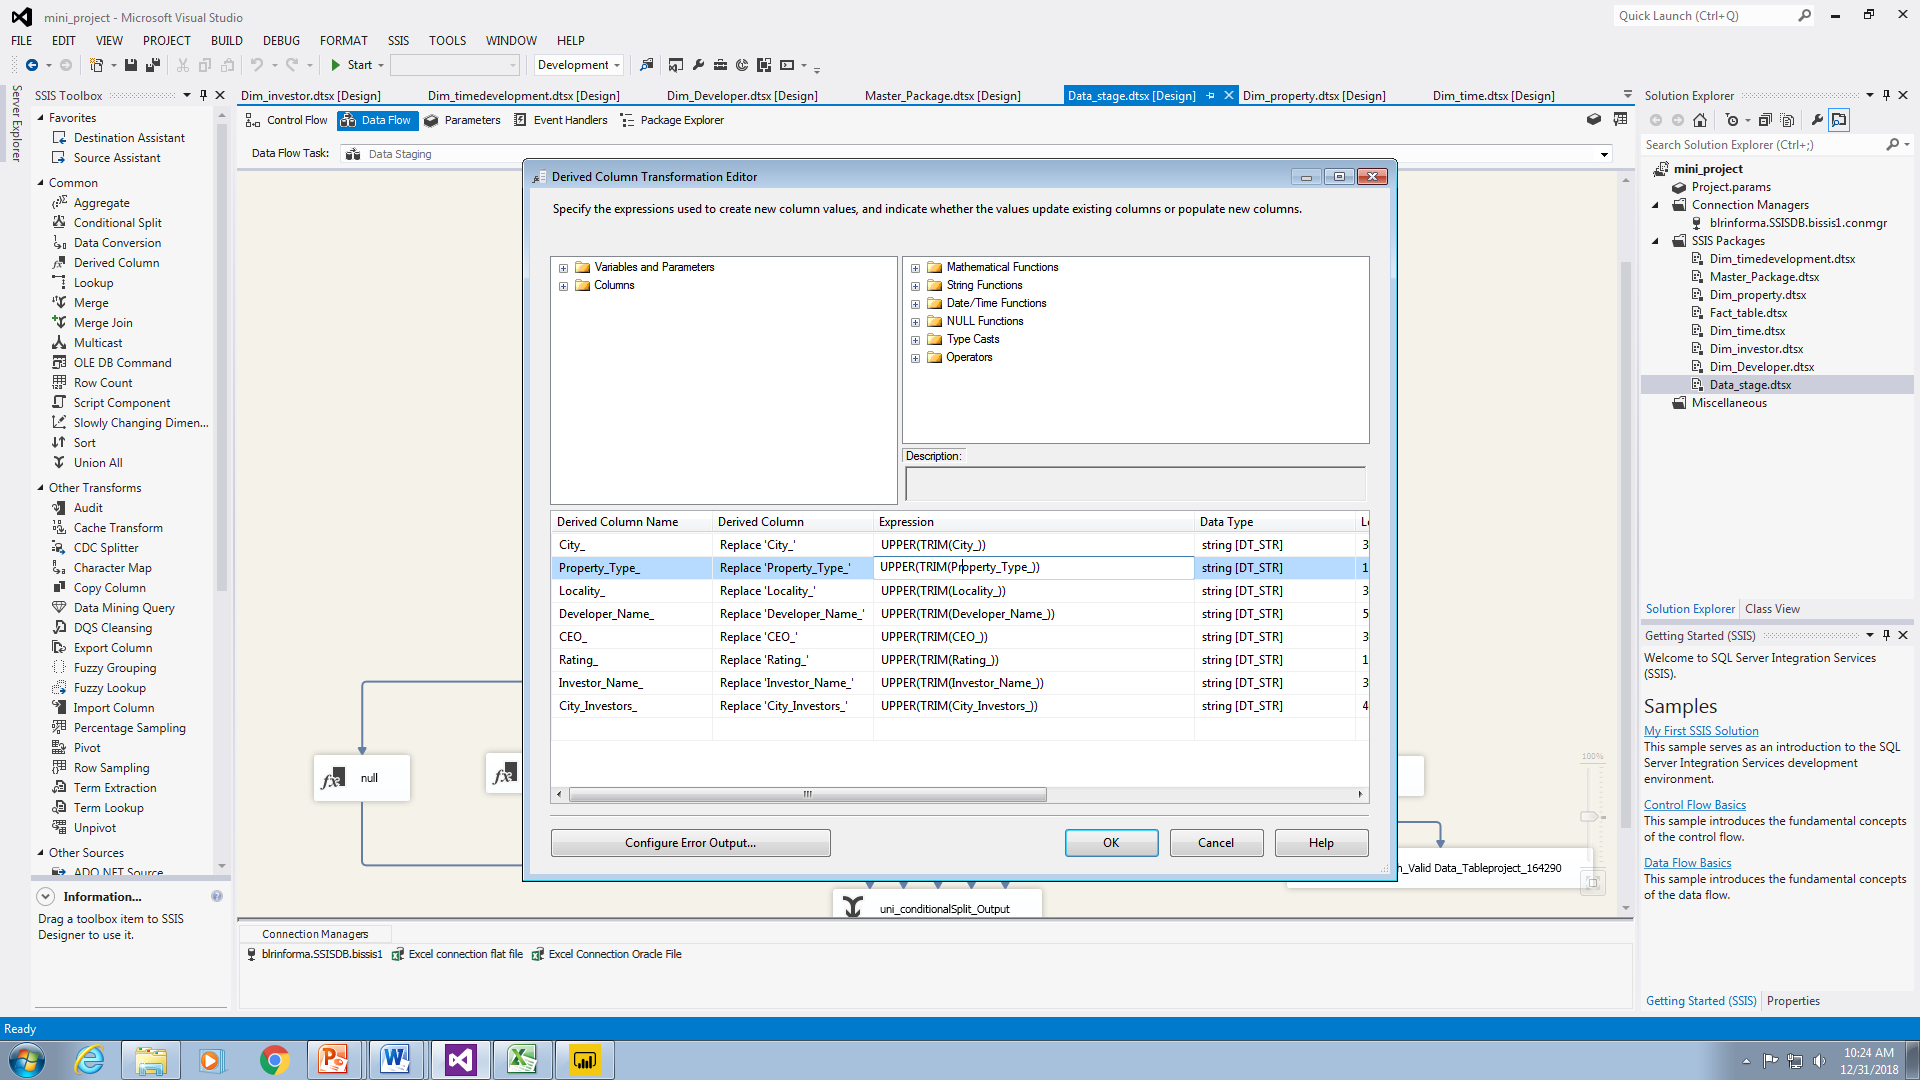 mini_project - Microsoft Visual Studio
Quick Launch (Ctrl+Q)
FILE EDIT VIEW PROJECT BUILD DEBUG FORMAT SSIS TOOLS WINDOW HELP
Start Development
Server Explorer
SSIS Toolbox
Dim_investor.dtsx [Design] Dim_timedevelopment.dtsx [Design] Dim_Developer.dtsx [Design] Master_Package.dtsx [Design] Data_stage.dtsx [Design] Dim_property.dtsx [Design] Dim_time.dtsx [Design]
Control Flow Data Flow Parameters Event Handlers Package Explorer
Data Flow Task: Data Staging
Favorites
Destination Assistant
Source Assistant
Common
Aggregate
Conditional Split
Data Conversion
Derived Column
Lookup
Merge
Merge Join
Multicast
OLE DB Command
Row Count
Script Component
Slowly Changing Dimen...
Sort
Union All
Other Transforms
Audit
Cache Transform
CDC Splitter
Character Map
Copy Column
Data Mining Query
DQS Cleansing
Export Column
Fuzzy Grouping
Fuzzy Lookup
Import Column
Percentage Sampling
Pivot
Row Sampling
Term Extraction
Term Lookup
Unpivot
Other Sources
ADO NET Source
Information...
Drag a toolbox item to SSIS
Designer to use it.
Derived Column Transformation Editor
Specify the expressions used to create new column values, and indicate whether the values update existing columns or populate new columns.
Variables and Parameters
Columns
Mathematical Functions
String Functions
Date/Time Functions
NULL Functions
Type Casts
Operators
Description:
Derived Column Name Derived Column Expression Data Type Le
City_ Replace 'City_' UPPER(TRIM(City_)) string [DT_STR] 3
Property_Type_ Replace 'Property_Type_' UPPER(TRIM(Property_Type_)) string [DT_STR] 1
Locality_ Replace 'Locality_' UPPER(TRIM(Locality_)) string [DT_STR] 3
Developer_Name_ Replace 'Developer_Name_' UPPER(TRIM(Developer_Name_)) string [DT_STR] 5
CEO_ Replace 'CEO_' UPPER(TRIM(CEO_)) string [DT_STR] 3
Rating_ Replace 'Rating_' UPPER(TRIM(Rating_)) string [DT_STR] 1
Investor_Name_ Replace 'Investor_Name_' UPPER(TRIM(Investor_Name_)) string [DT_STR] 3
City_Investors_ Replace 'City_Investors_' UPPER(TRIM(City_Investors_)) string [DT_STR] 4
Configure Error Output... OK Cancel Help
null
100%
_Valid Data_Tableproject_164290
uni_conditionalSplit_Output
Connection Managers
blrinforma.SSISDB.bissis1 Excel connection flat file Excel Connection Oracle File
Solution Explorer
Search Solution Explorer (Ctrl+;)
mini_project
Project.params
Connection Managers
blrinforma.SSISDB.bissis1.conmgr
SSIS Packages
Dim_timedevelopment.dtsx
Master_Package.dtsx
Dim_property.dtsx
Fact_table.dtsx
Dim_time.dtsx
Dim_investor.dtsx
Dim_Developer.dtsx
Data_stage.dtsx
Miscellaneous
Solution Explorer Class View
Getting Started (SSIS)
Welcome to SQL Server Integration Services
(SSIS).
Samples
My First SSIS Solution
This sample serves as an introduction to the SQL
Server Integration Services development
environment.
Control Flow Basics
This sample introduces the fundamental concepts
of the control flow.
Data Flow Basics
This sample introduces the fundamental concepts
of the data flow.
Getting Started (SSIS) Properties
Ready
10:24 AM
12/31/2018